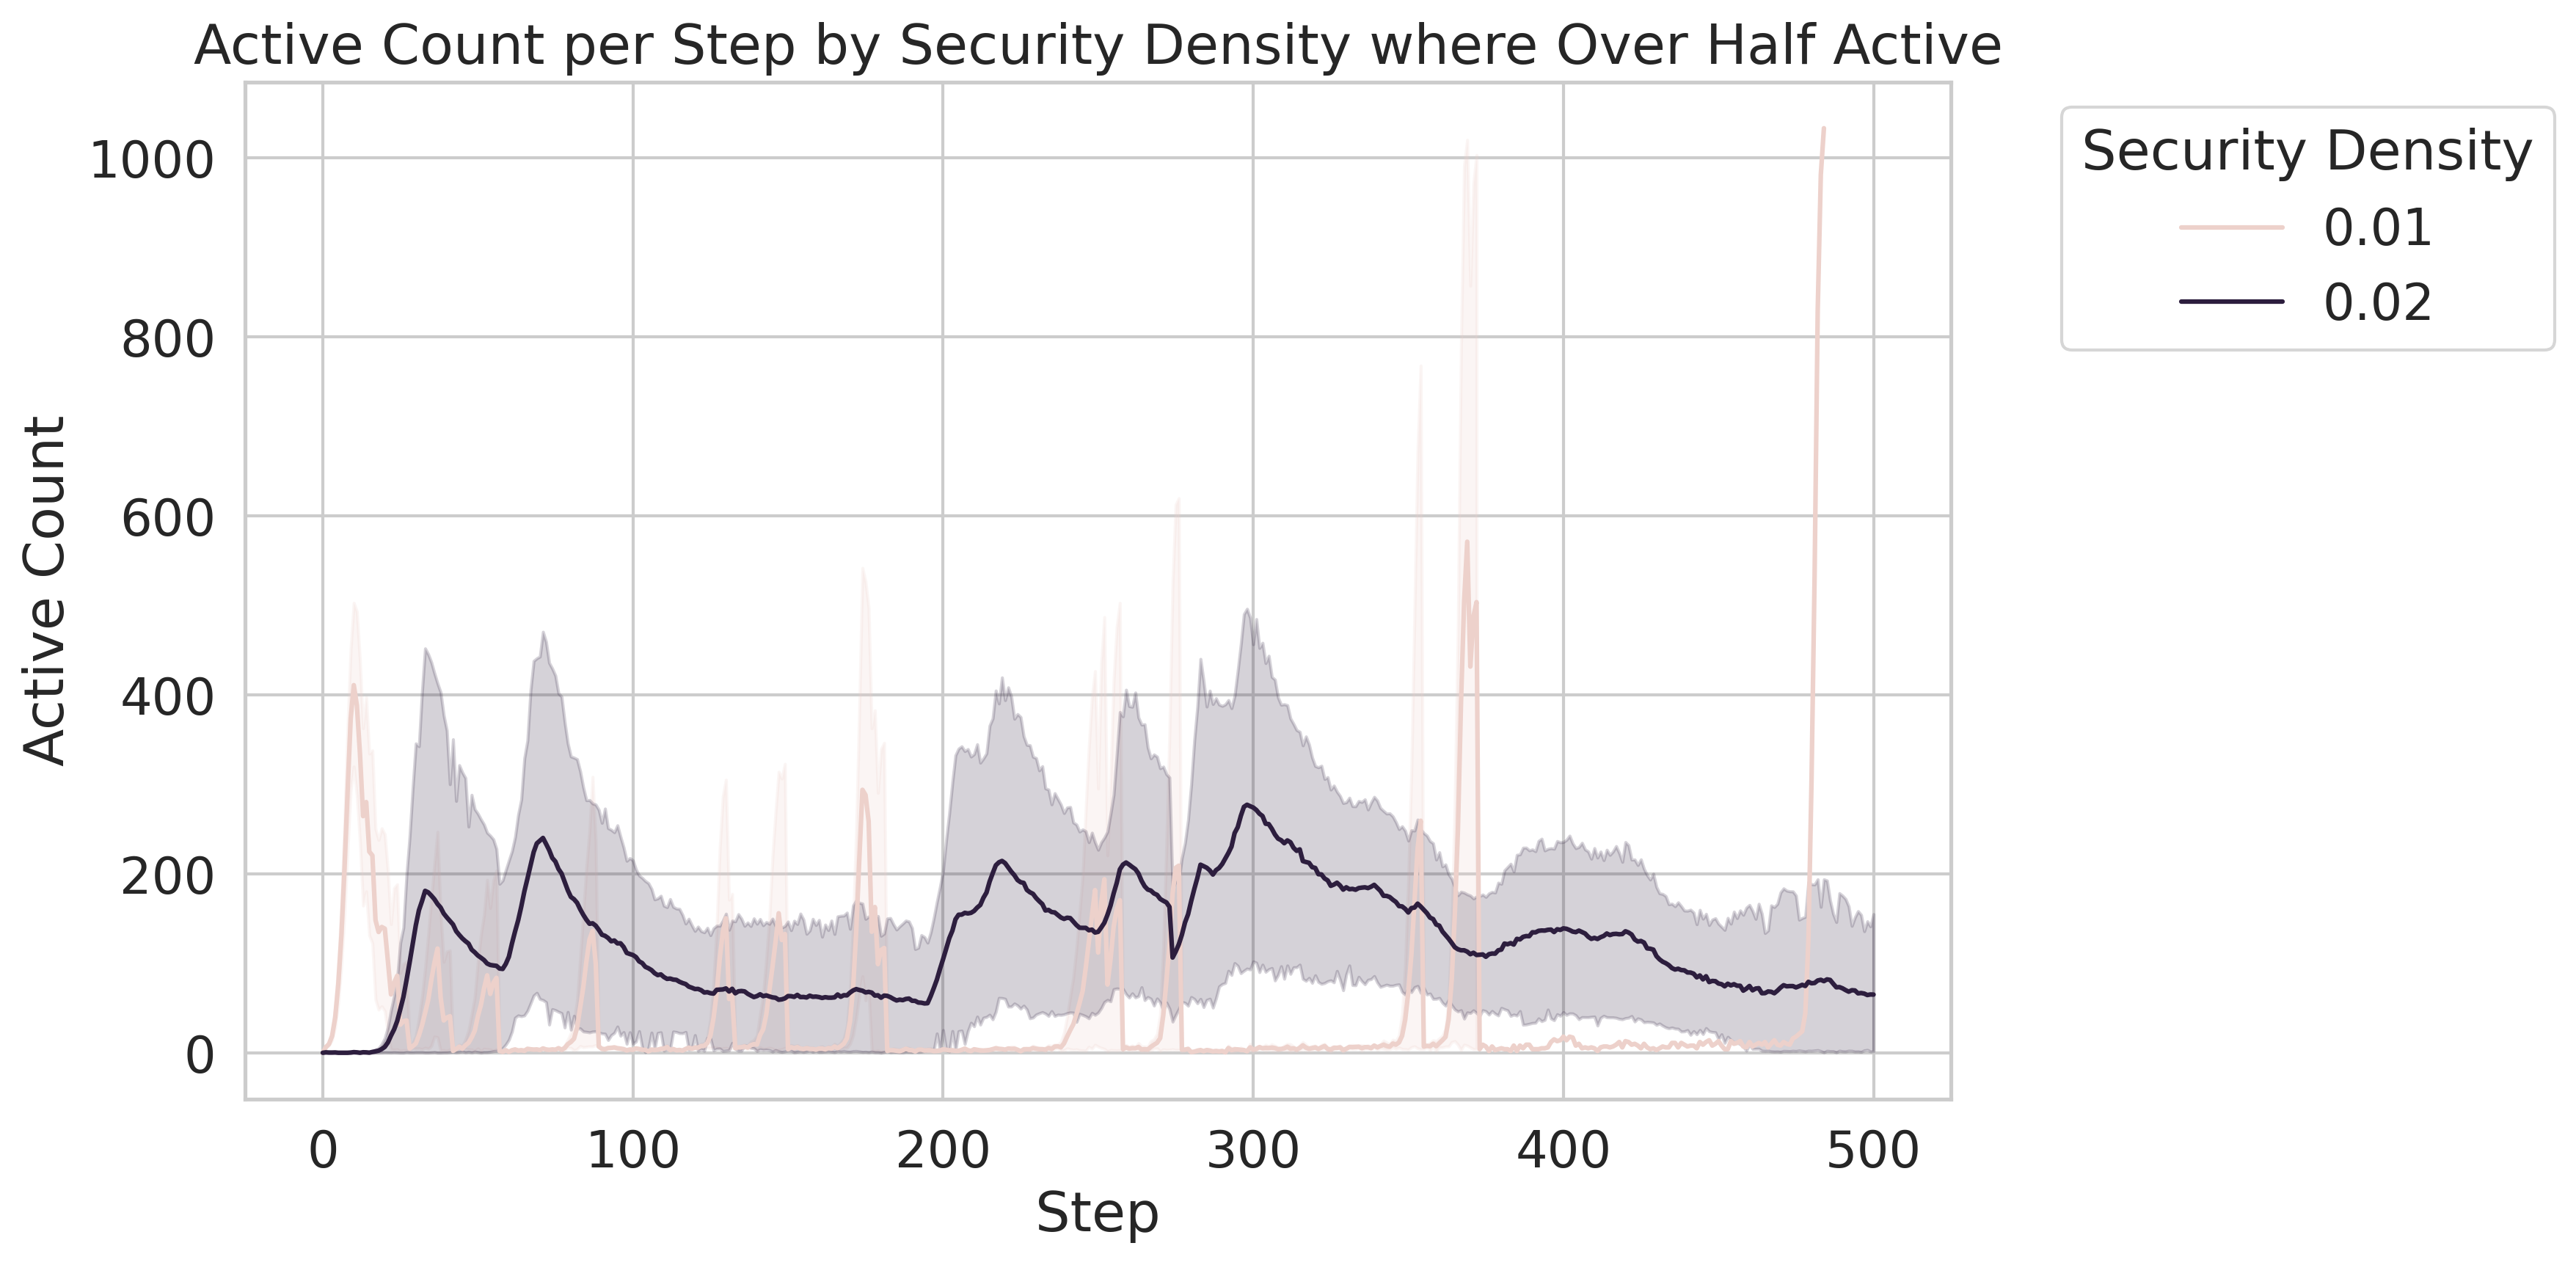 Active Count per Step by Security Density where Over Half Active
1000
800
600
400
200
0
Active Count
0 100 200 300 400 500
Step
Security Density
0.01
0.02